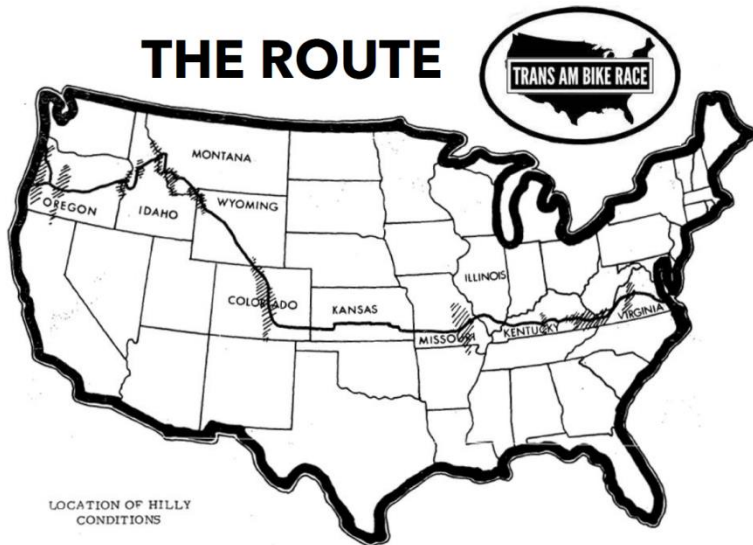 THE ROUTE
TRANS AM BIKE RACE
MONTANA
OREGON
IDAHO
WYOMING
ILLINOIS
COLORADO
KANSAS
MISSOURI
KENTUCKY
VIRGINIA
LOCATION OF HILLY
CONDITIONS